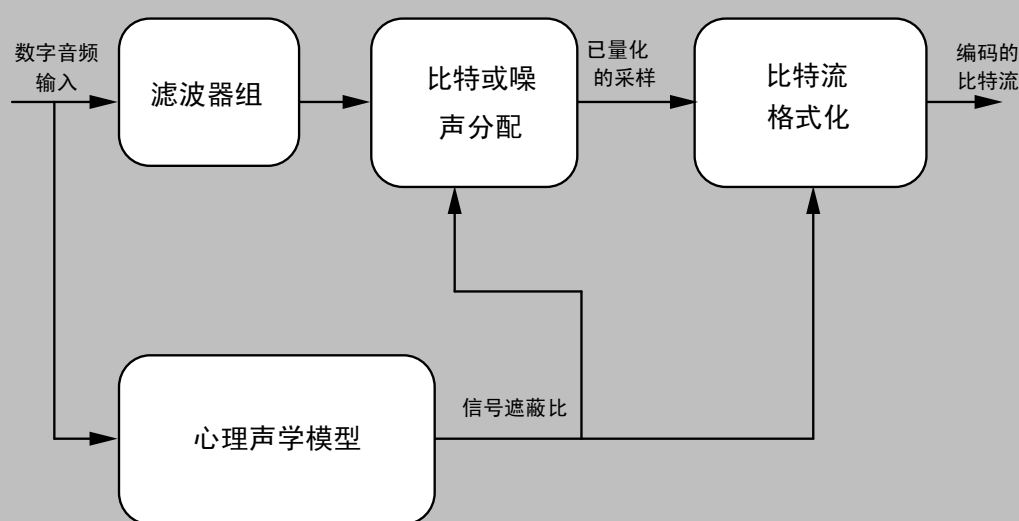 数字音频
输入
滤波器组
比特或噪
声分配
已量化
的采样
比特流
格式化
编码的
比特流
心理声学模型
信号遮蔽比